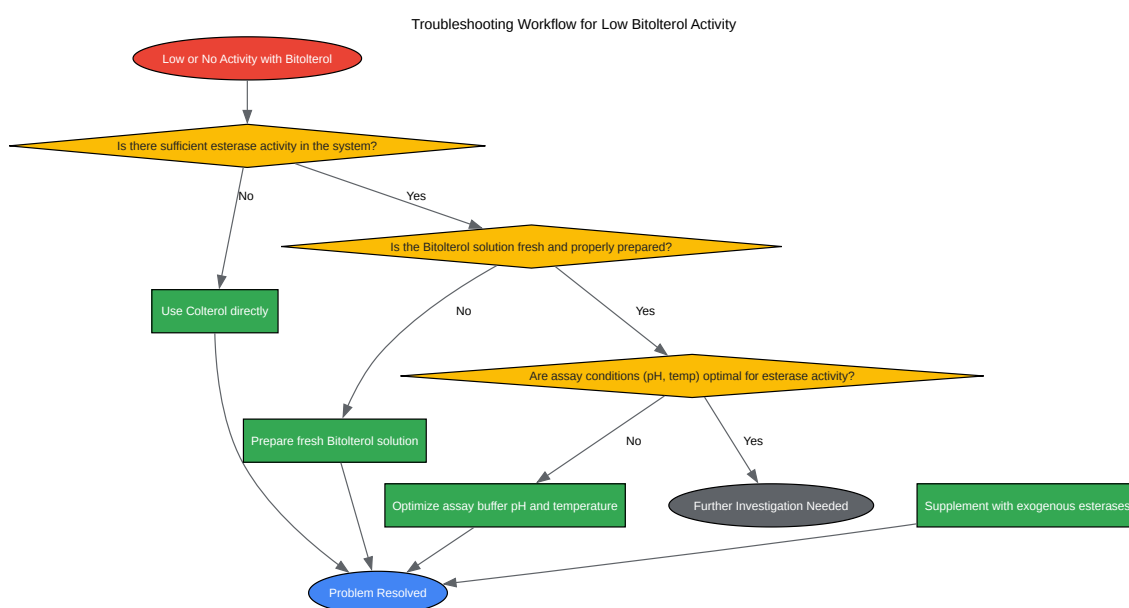 Troubleshooting Workflow for Low Bitolterol Activity
Low or No Activity with Bitolterol
Is there sufficient esterase activity in the system?
No
Yes
Is the Bitolterol solution fresh and properly prepared?
Use Colterol directly
No
Yes
Are assay conditions (pH, temp) optimal for esterase activity?
Prepare fresh Bitolterol solution
No
Yes
Optimize assay buffer pH and temperature
Further Investigation Needed
Supplement with exogenous esterases
Problem Resolved